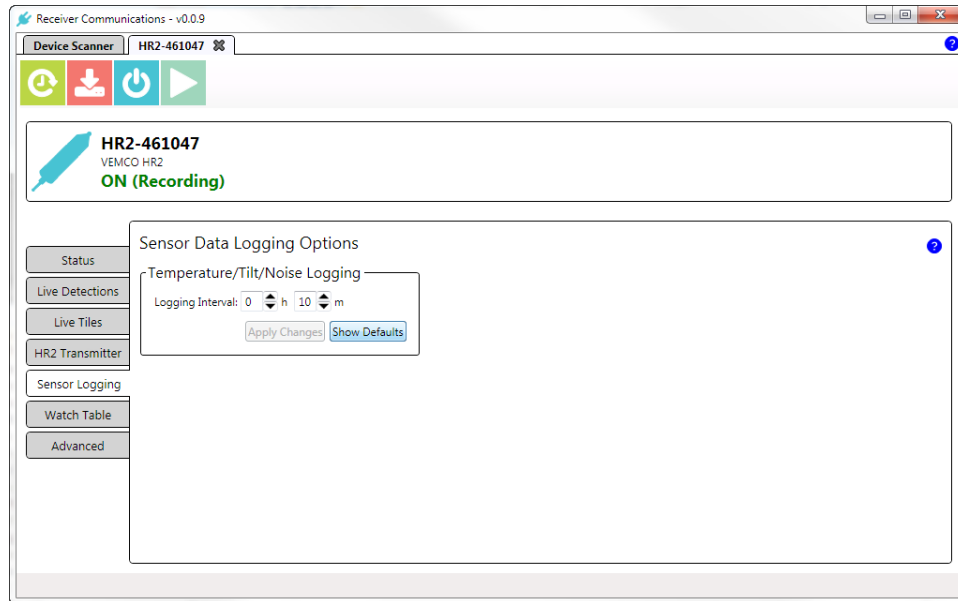 Receiver Communications - v0.0.9
Device Scanner
HR2-461047
?
HR2-461047
VEMCO HR2
ON (Recording)
Sensor Data Logging Options
?
Temperature/Tilt/Noise Logging
Logging Interval: 0 h 10 m
Apply Changes Show Defaults
Status
Live Detections
Live Tiles
HR2 Transmitter
Sensor Logging
Watch Table
Advanced